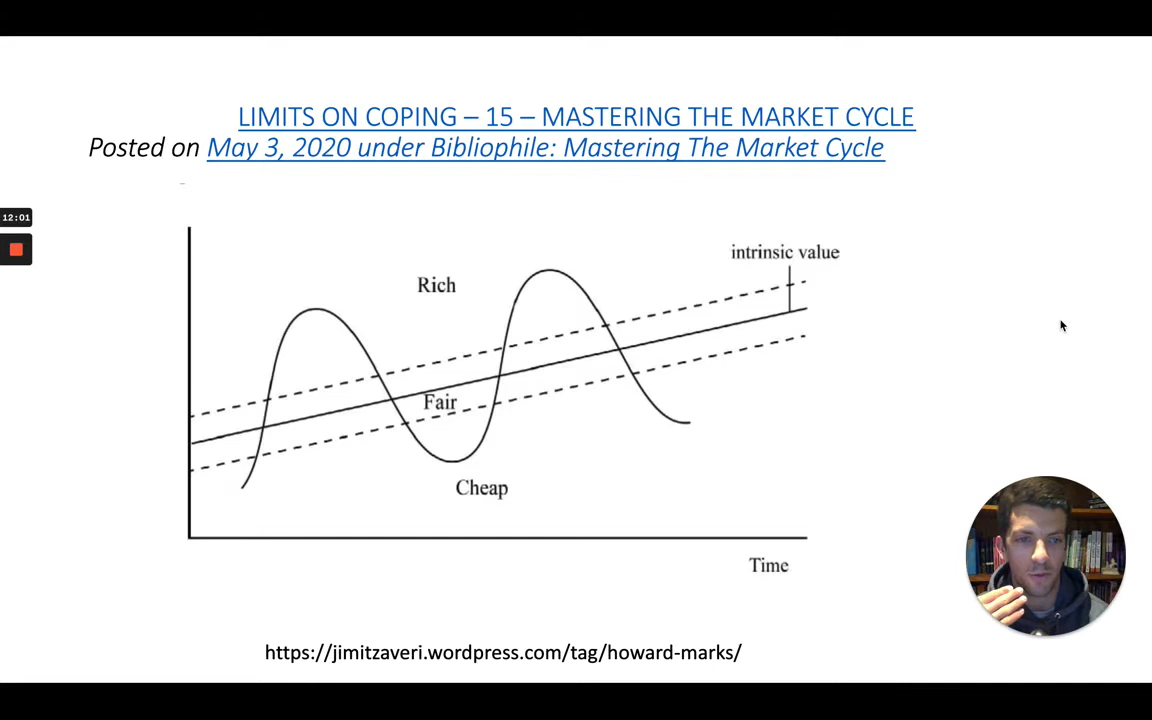 LIMITS ON COPING – 15 – MASTERING THE MARKET CYCLE
Posted on May 3, 2020 under Bibliophile: Mastering The Market Cycle
12:01
intrinsic value
Rich
Fair
Cheap
Time
https://jimitzaveri.wordpress.com/tag/howard-marks/